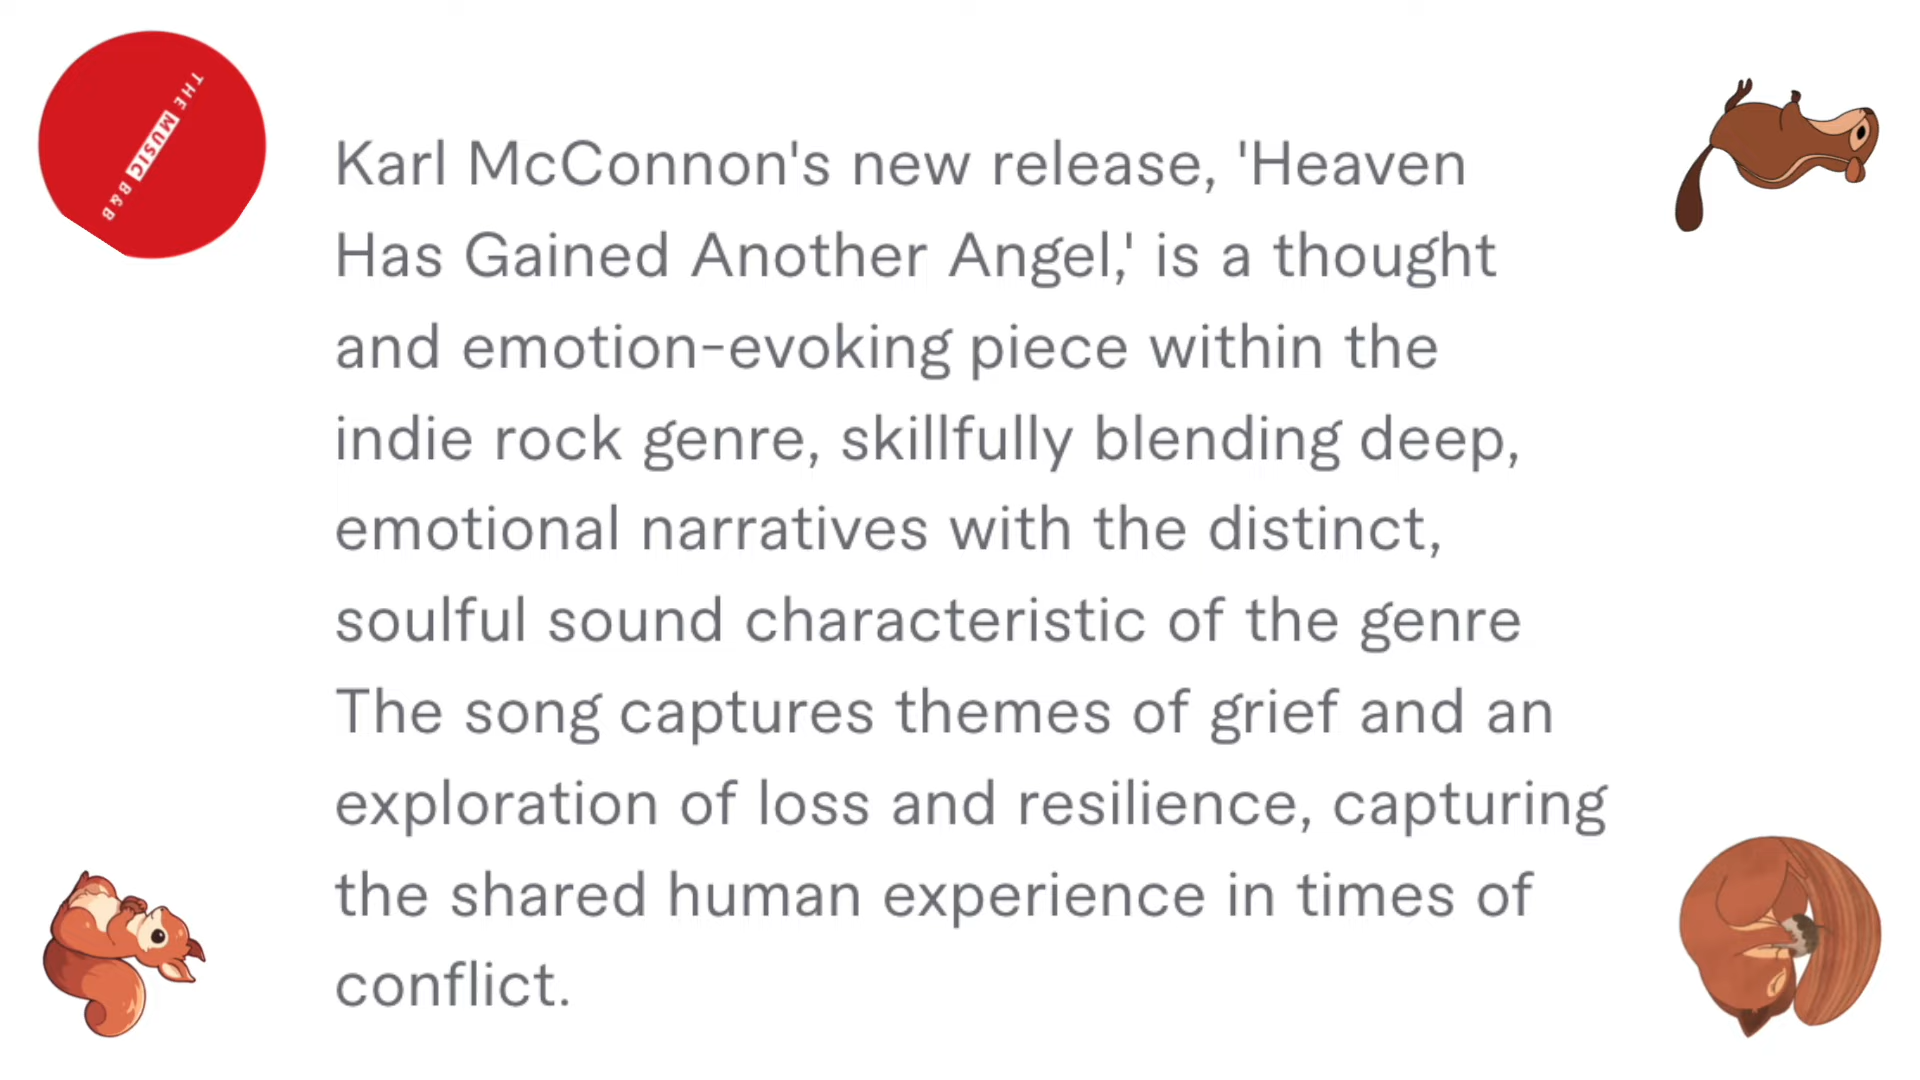 THE MUSIC B&B
Karl McConnon's new release, 'Heaven
Has Gained Another Angel,' is a thought
and emotion-evoking piece within the
indie rock genre, skillfully blending deep,
emotional narratives with the distinct,
soulful sound characteristic of the genre
The song captures themes of grief and an
exploration of loss and resilience, capturing
the shared human experience in times of
conflict.